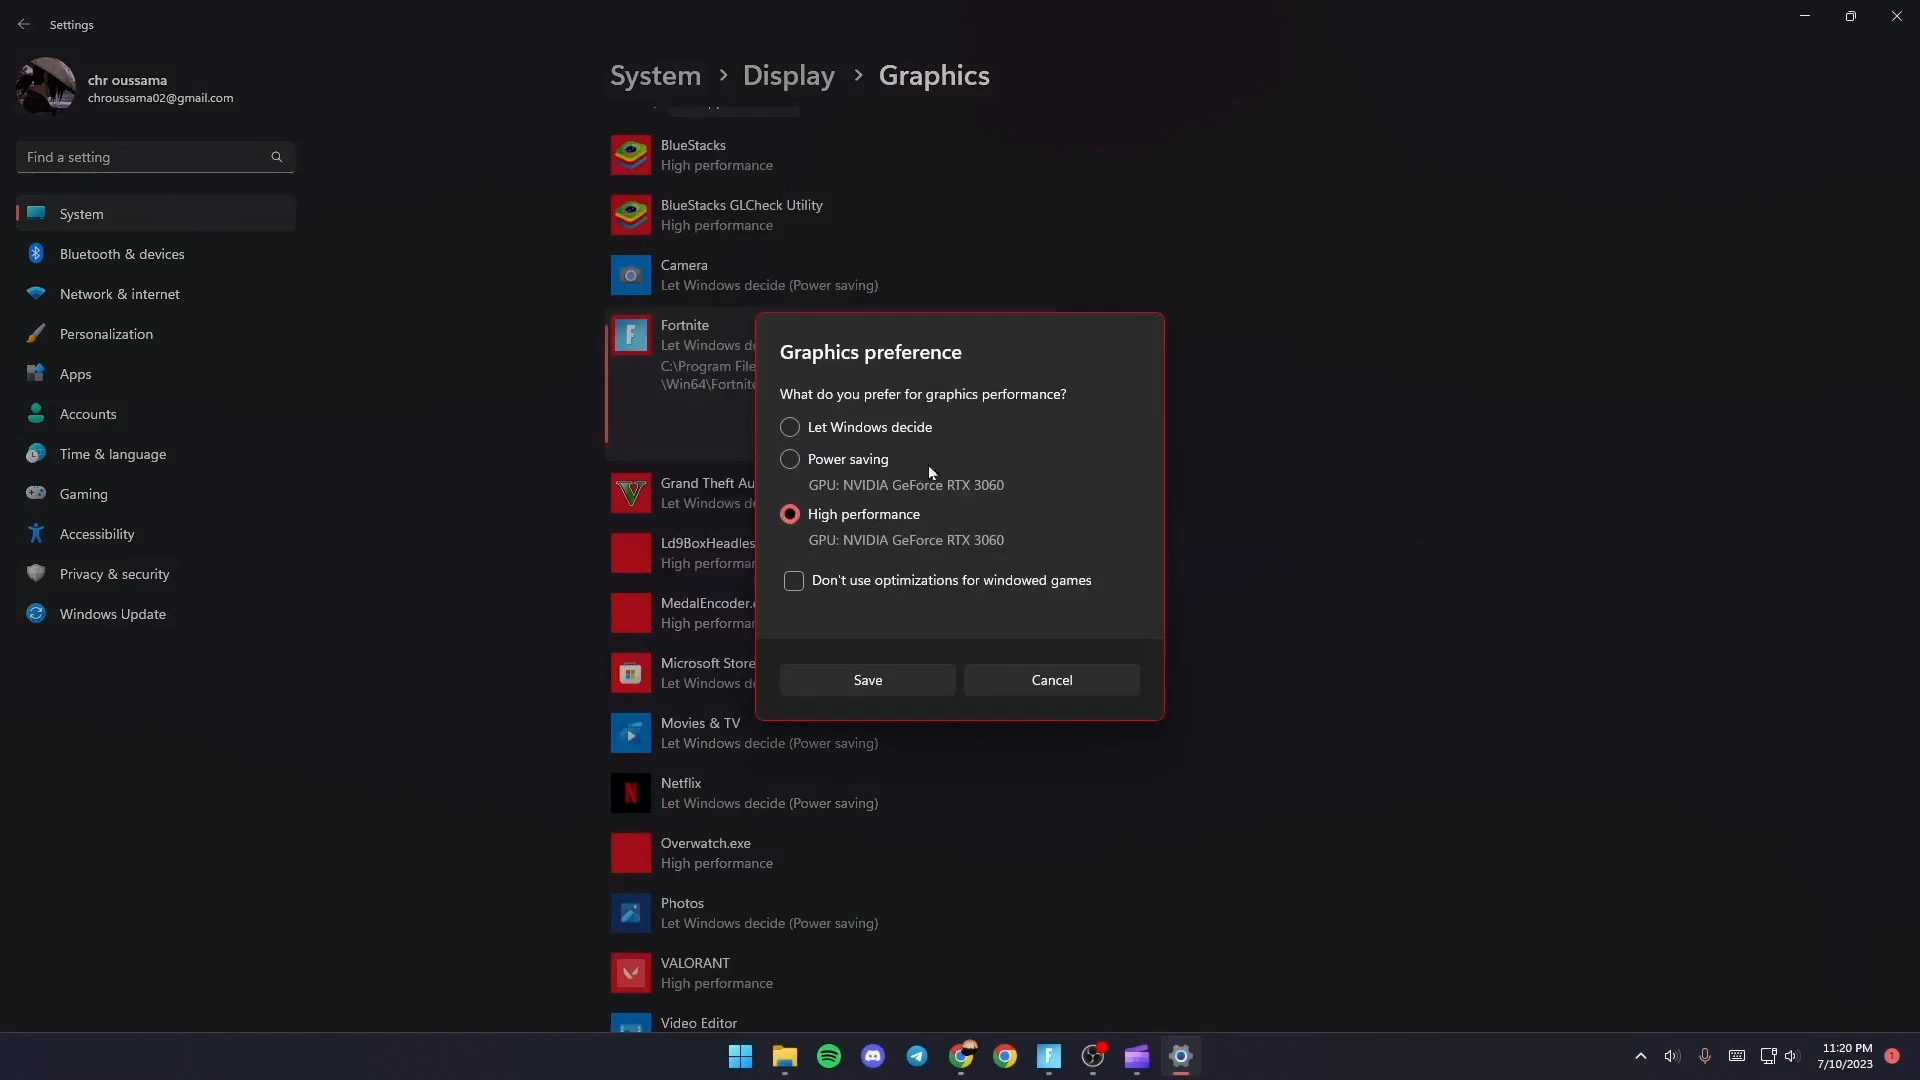 Settings
chr oussama
chroussama02@gmail.com
Find a setting
System
Bluetooth & devices
Network & internet
Personalization
Apps
Accounts
Time & language
Gaming
Accessibility
Privacy & security
Windows Update
System > Display > Graphics
BlueStacks
High performance
BlueStacks GLCheck Utility
High performance
Camera
Let Windows decide (Power saving)
Fortnite
Let Windows de
C:\Program File
\Win64\Fortnite
Grand Theft Au
Let Windows de
Ld9BoxHeadles
High performan
MedalEncoder.e
High performan
Microsoft Store
Let Windows de
Movies & TV
Let Windows decide (Power saving)
Netflix
Let Windows decide (Power saving)
Overwatch.exe
High performance
Photos
Let Windows decide (Power saving)
VALORANT
High performance
Video Editor
Graphics preference
What do you prefer for graphics performance?
Let Windows decide
Power saving
GPU: NVIDIA GeForce RTX 3060
High performance
GPU: NVIDIA GeForce RTX 3060
Don't use optimizations for windowed games
Save
Cancel
11:20 PM
7/10/2023
1